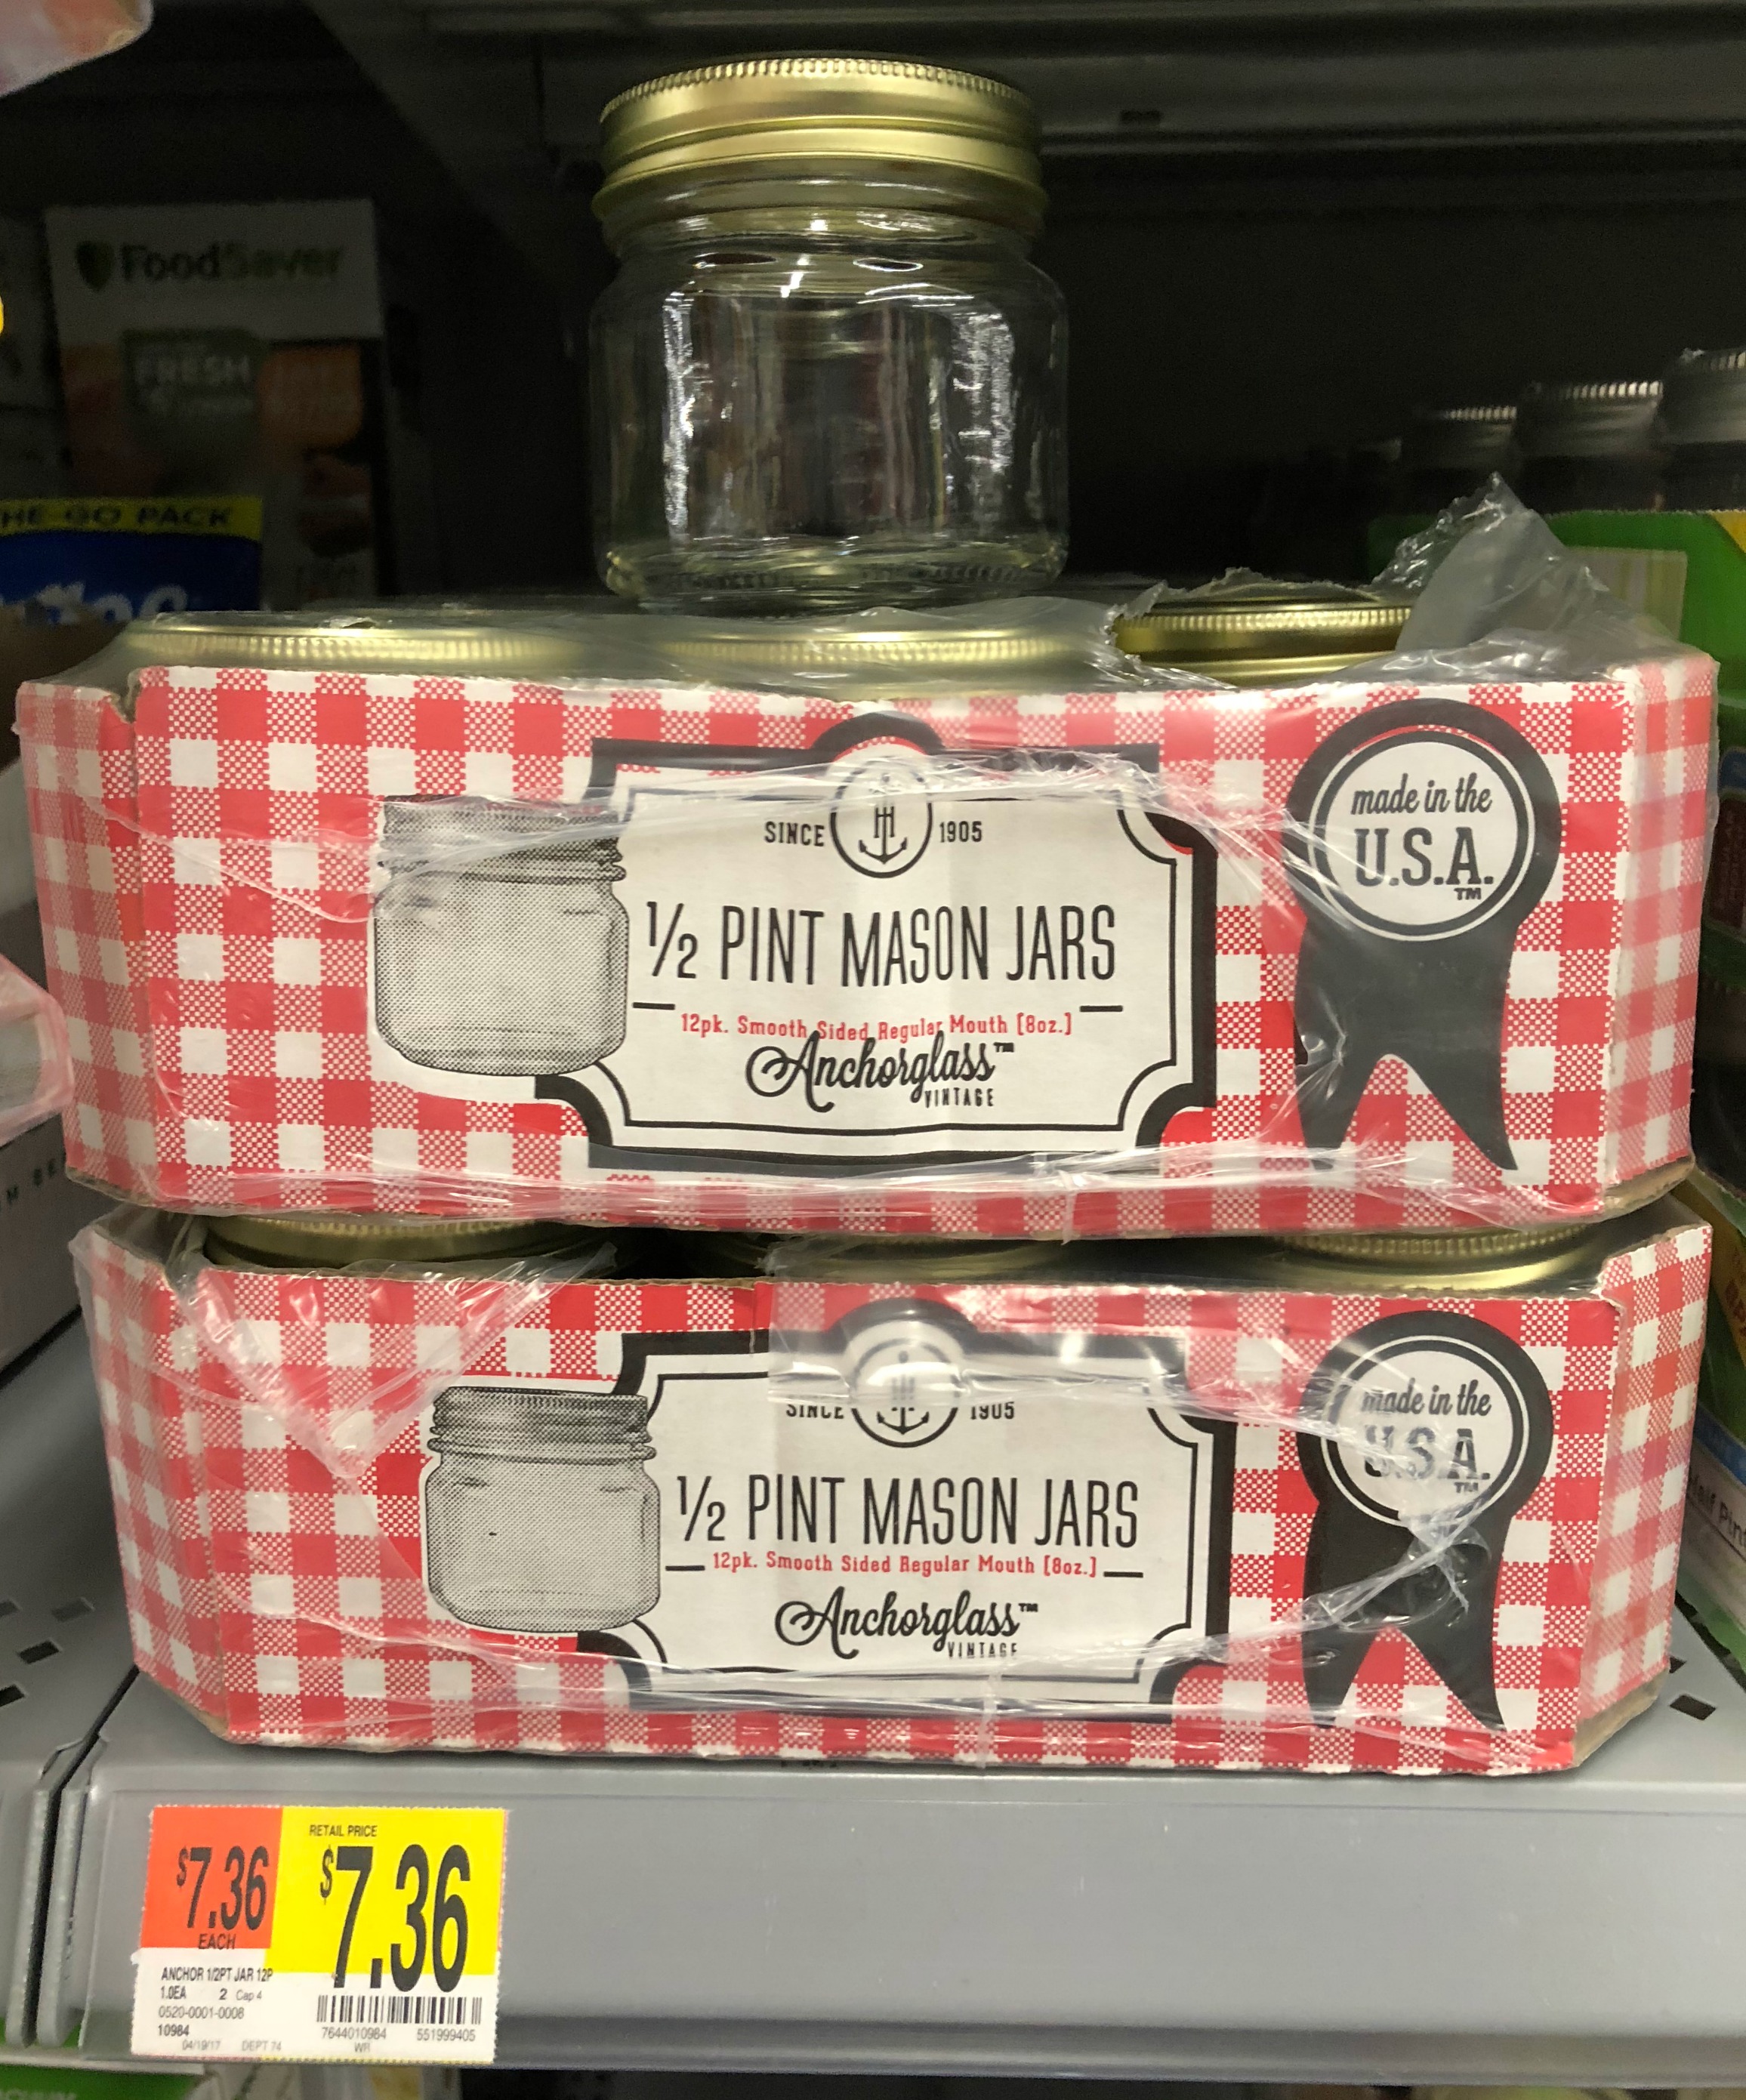 FoodSaver
FRESH
HE GO PACK
SINCE 1905
½ PINT MASON JARS
12pk. Smooth Sided Regular Mouth [8oz.]
Anchorglass™
VINTAGE
made in the
U.S.A.
TM
SINCE 1905
½ PINT MASON JARS
12pk. Smooth Sided Regular Mouth [8oz.]
Anchorglass™
VINTAGE
made in the
U.S.A.
TM
$7.36
EACH
RETAIL PRICE
$7.36
ANCHOR 1/2PT JAR 12P
1.0EA 2 Cap 4
0520-0001-0008
10984
04/19/17 DEPT 74
7644010984 551999405
WR